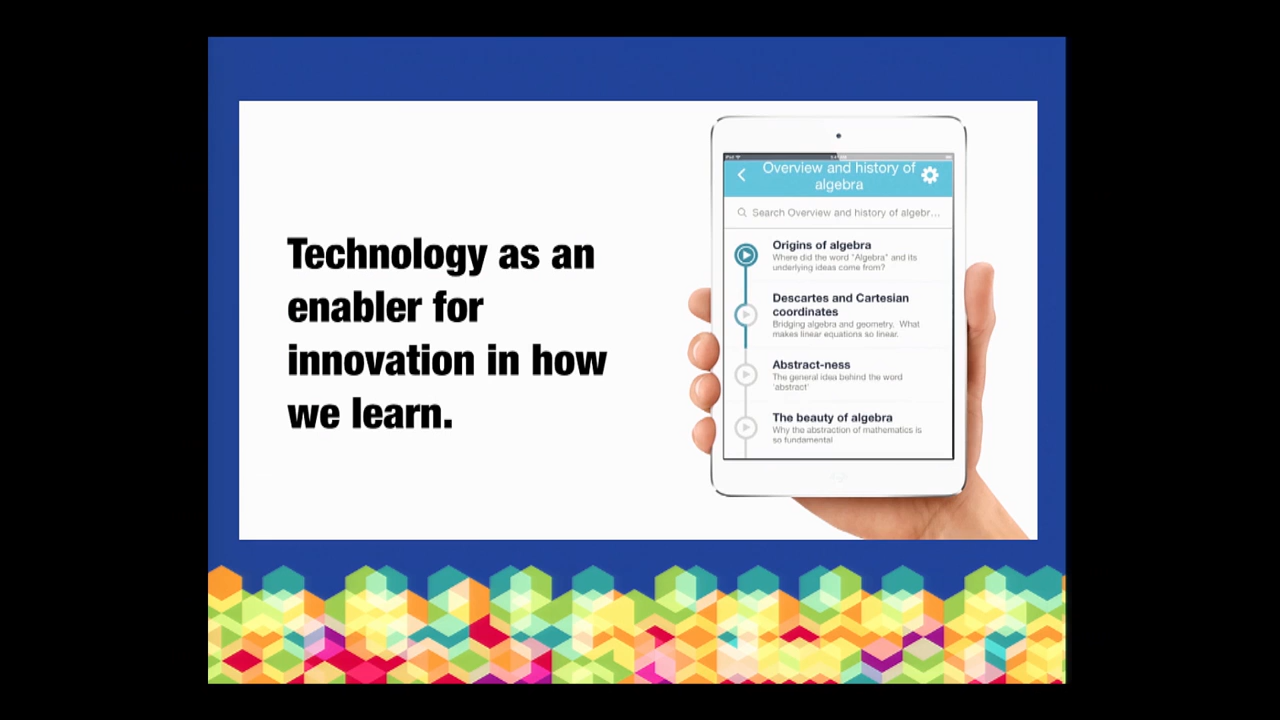 Technology as an
enabler for
innovation in how
we learn.
iPad
Overview and history of
algebra
Search Overview and history of algebr...
Origins of algebra
Where did the word "Algebra" and its
underlying ideas come from?
Descartes and Cartesian
coordinates
Bridging algebra and geometry. What
makes linear equations so linear.
Abstract-ness
The general idea behind the word
'abstract'
The beauty of algebra
Why the abstraction of mathematics is
so fundamental